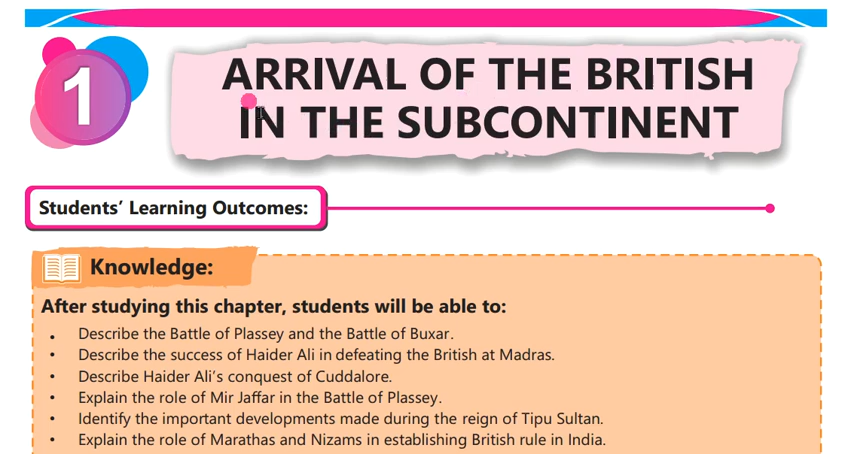 1
ARRIVAL OF THE BRITISH
IN THE SUBCONTINENT
Students' Learning Outcomes:
Knowledge:
After studying this chapter, students will be able to:
• Describe the Battle of Plassey and the Battle of Buxar.
• Describe the success of Haider Ali in defeating the British at Madras.
• Describe Haider Ali's conquest of Cuddalore.
• Explain the role of Mir Jaffar in the Battle of Plassey.
• Identify the important developments made during the reign of Tipu Sultan.
• Explain the role of Marathas and Nizams in establishing British rule in India.